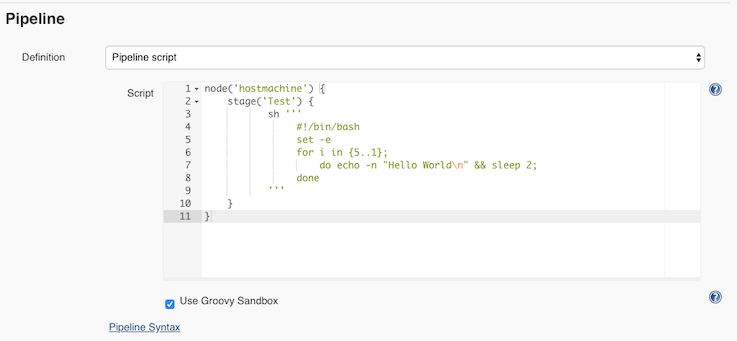 Pipeline
Definition
Pipeline script
Script
1 node('hostmachine') {
2 stage('Test') {
3 sh '''
4 #!/bin/bash
5 set -e
6 for i in {5..1};
7 do echo -n "Hello World\n" && sleep 2;
8 done
9 '''
10 }
11 }
Use Groovy Sandbox
Pipeline Syntax